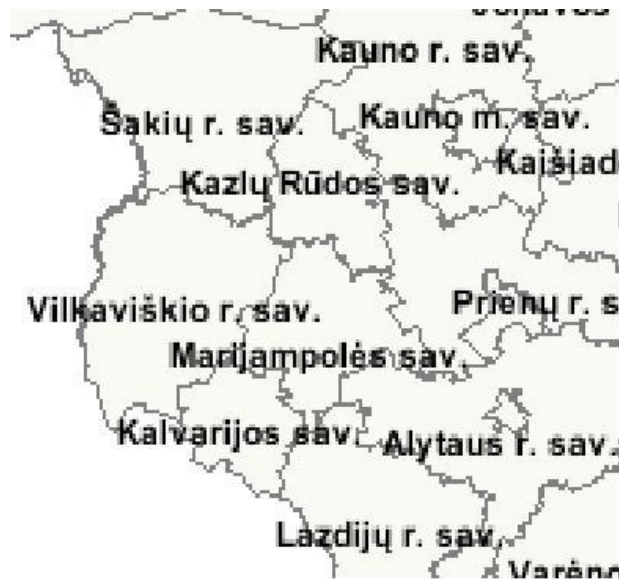 Kauno r. sav.
Šakių r. sav.
Kauno m. sav.
Kaišiad
Kazlų Rūdos sav.
Vilkaviškio r. sav.
Prienų r. s
Marijampolės sav.
Kalvarijos sav.
Alytaus r. sav.
Lazdijų r. sav.